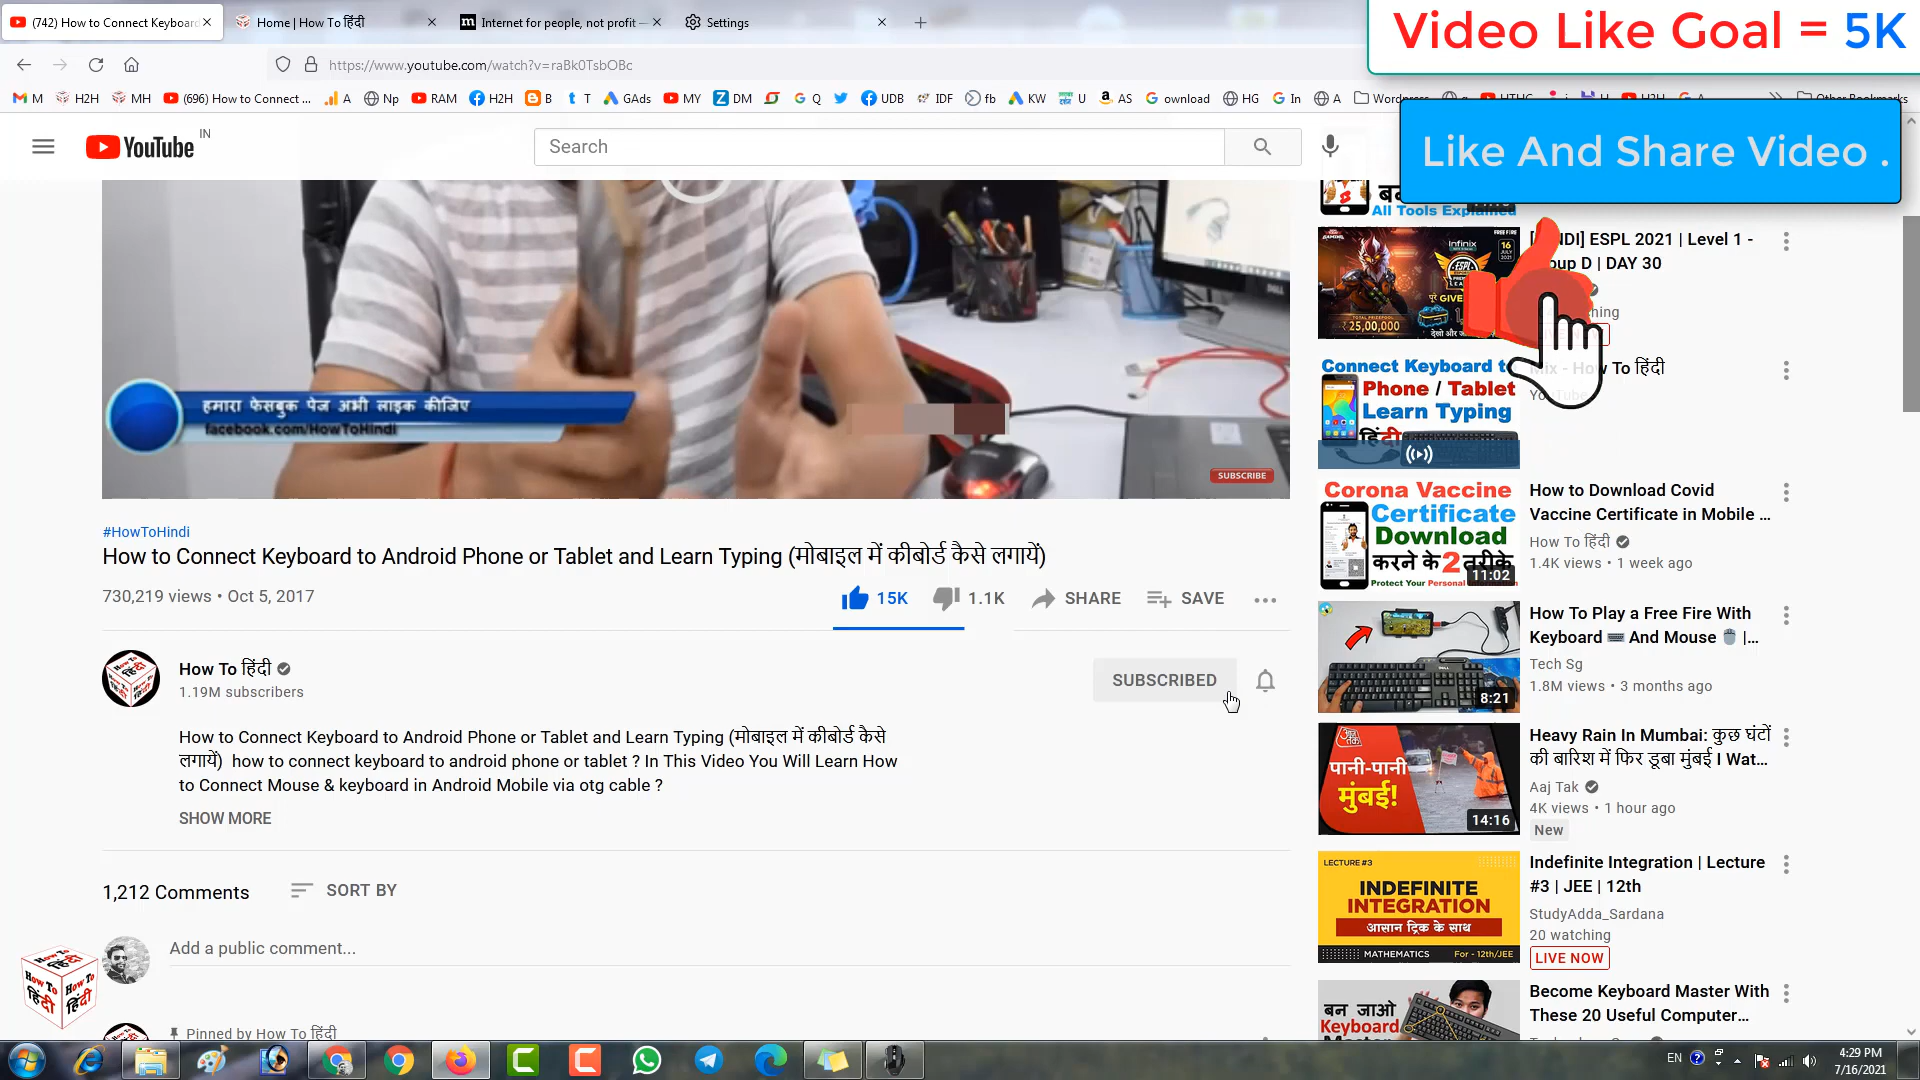 (742) How to Connect Keyboard
Home | How To हिंदी
Internet for people, not profit —
Settings
Video Like Goal = 5K
https://www.youtube.com/watch?v=raBk0TsbOBc
M
H2H
MH
(696) How to Connect ...
A
Np
RAM
H2H
B
T
GAds
MY
DM
Q
UDB
IDF
fb
KW
U
AS
ownload
HG
In
A
Other Bookmarks
Like And Share Video .
YouTube
IN
Search
All Tools Explained
ESPL 2021 | Level 1 -
| DAY 30
25,00,000
Connect Keyboard to
Phone / Tablet
Learn Typing
हिंदी
Mix - How To हिंदी
हमारा फेसबुक पेज अभी लाइक कीजिए
facebook.com/HowToHindi
SUBSCRIBE
#HowToHindi
How to Connect Keyboard to Android Phone or Tablet and Learn Typing (मोबाइल में कीबोर्ड कैसे लगायें)
730,219 views • Oct 5, 2017
15K
1.1K
SHARE
SAVE
How To हिंदी
1.19M subscribers
SUBSCRIBED
How to Connect Keyboard to Android Phone or Tablet and Learn Typing (मोबाइल में कीबोर्ड कैसे
लगायें) how to connect keyboard to android phone or tablet ? In This Video You Will Learn How
to Connect Mouse & keyboard in Android Mobile via otg cable ?
SHOW MORE
1,212 Comments
SORT BY
Add a public comment...
Pinned by How To हिंदी
Corona Vaccine
Certificate
Download
करने के 2 तरीके
Protect Your Personal
11:02
How to Download Covid
Vaccine Certificate in Mobile ...
How To हिंदी
1.4K views • 1 week ago
8:21
How To Play a Free Fire With
Keyboard And Mouse |...
Tech Sg
1.8M views • 3 months ago
पानी-पानी
मुंबई!
14:16
Heavy Rain In Mumbai: कुछ घंटों
की बारिश में फिर डूबा मुंबई I Wat...
Aaj Tak
4K views • 1 hour ago
New
LECTURE #3
INDEFINITE
INTEGRATION
आसान ट्रिक के साथ
MATHEMATICS
For - 12th/JEE
Indefinite Integration | Lecture
#3 | JEE | 12th
StudyAdda_Sardana
20 watching
LIVE NOW
बन जाओ
Keyboard
Become Keyboard Master With
These 20 Useful Computer...
How To
हिंदी
EN
4:29 PM
7/16/2021